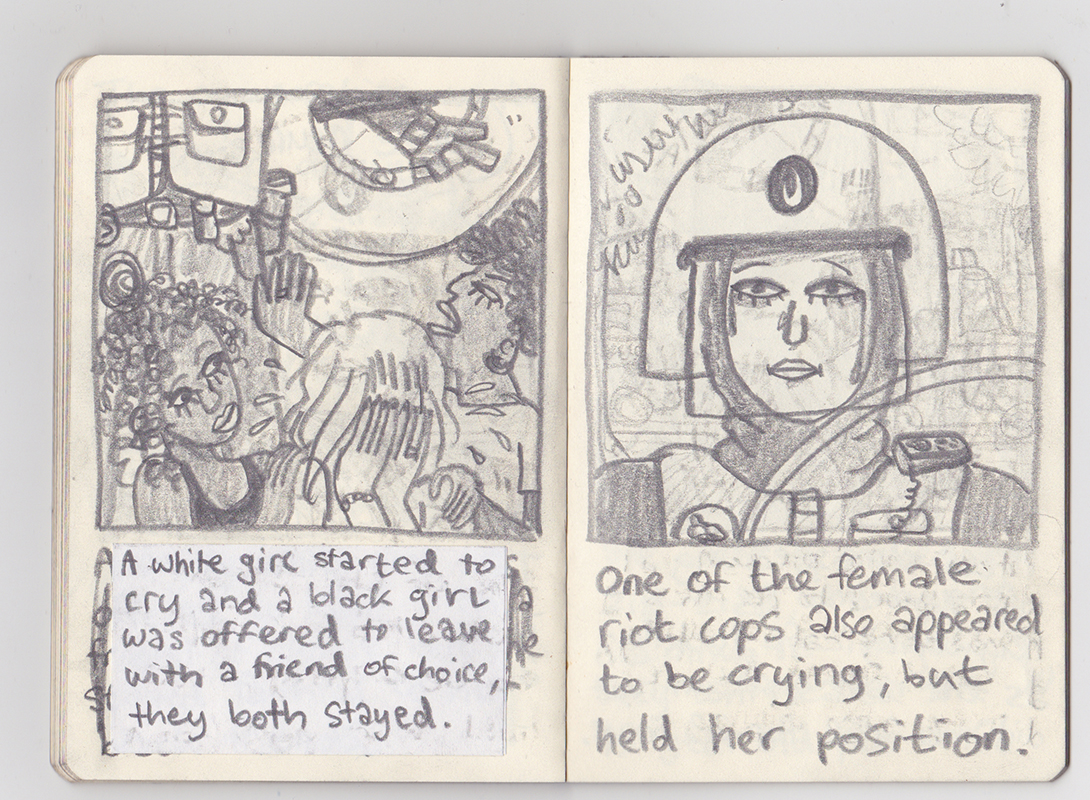 A white girl started to
cry and a black girl
was offered to leave
with a friend of choice,
they both stayed.
One of the female
riot cops also appeared
to be crying, but
held her position.